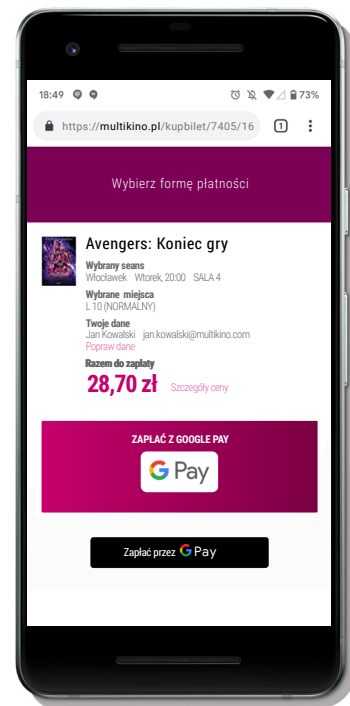 18:49 73%
https://multikino.pl/kupbilet/7405/16 1
Wybierz formę płatności
Avengers: Koniec gry
Wybrany seans
Włocławek Wtorek, 20:00 SALA 4
Wybrane miejsca
L 10 (NORMALNY)
Twoje dane
Jan Kowalski jan.kowalski@multikino.com
Popraw dane
Razem do zapłaty
28,70 zł Szczegóły ceny
ZAPŁAĆ Z GOOGLE PAY
G Pay
Zapłać przez G Pay